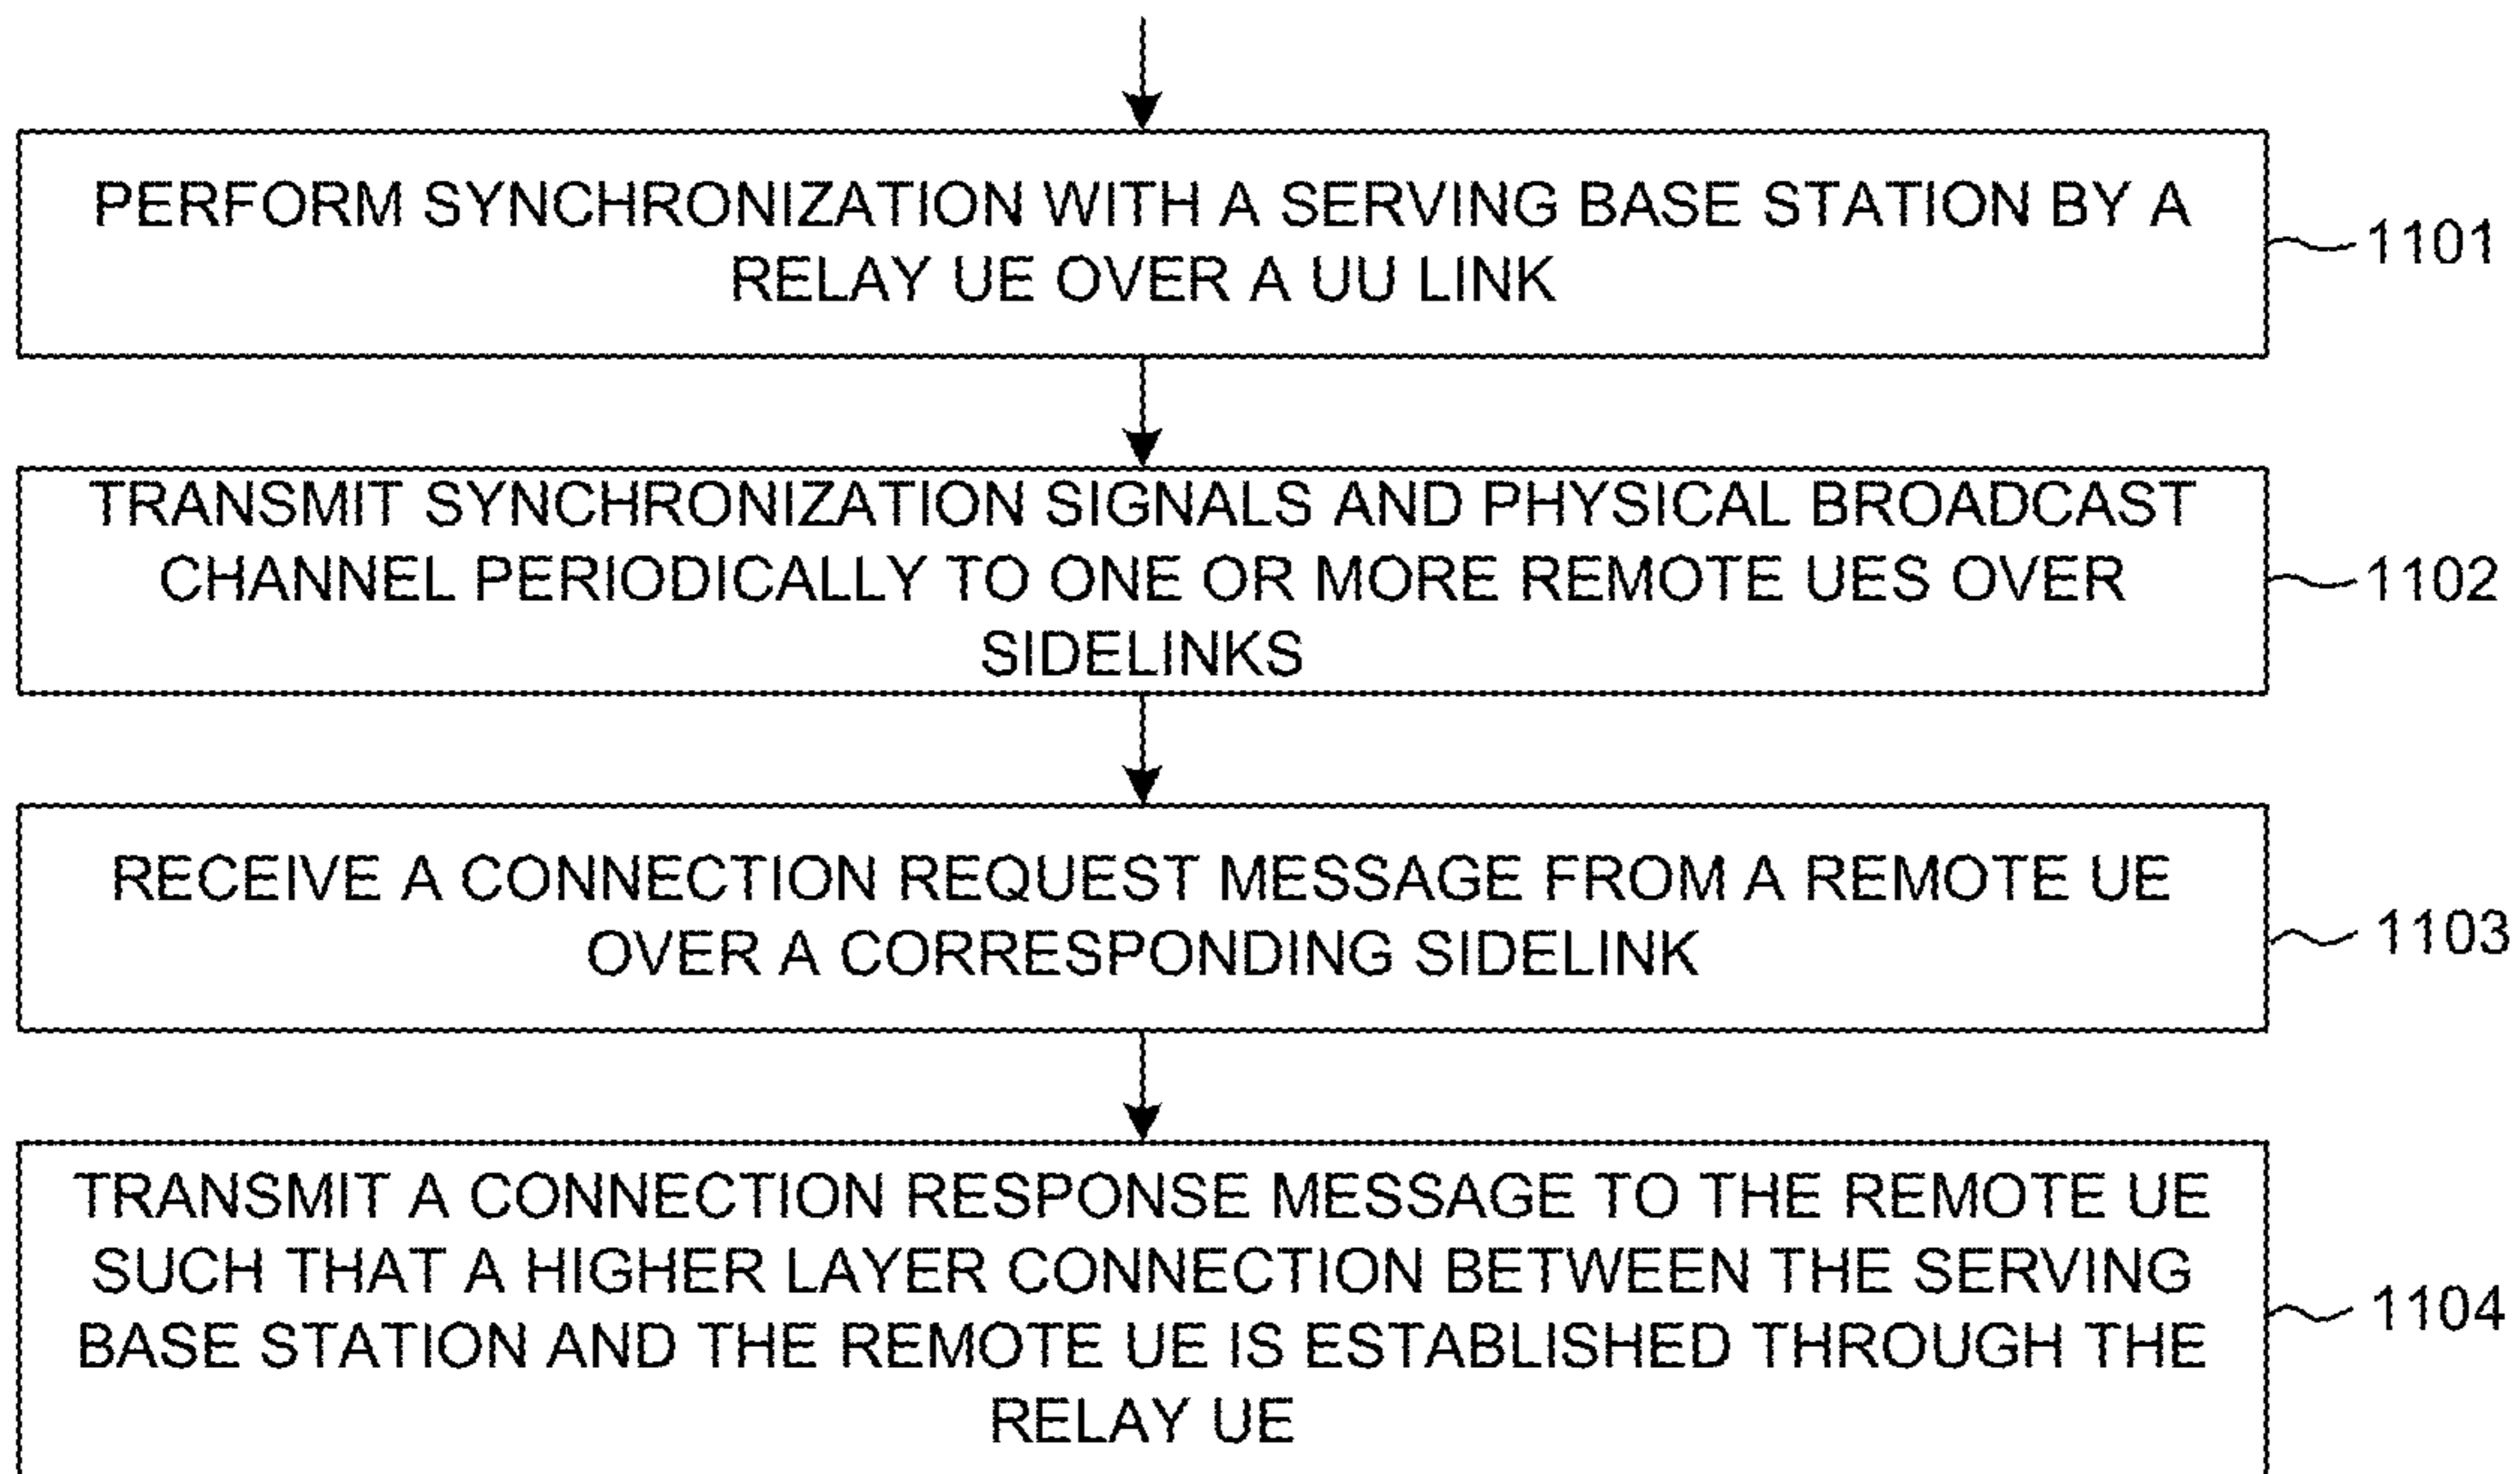 PERFORM SYNCHRONIZATION WITH A SERVING BASE STATION BY A
RELAY UE OVER A UU LINK
1101
TRANSMIT SYNCHRONIZATION SIGNALS AND PHYSICAL BROADCAST
CHANNEL PERIODICALLY TO ONE OR MORE REMOTE UES OVER
SIDELINKS
1102
RECEIVE A CONNECTION REQUEST MESSAGE FROM A REMOTE UE
OVER A CORRESPONDING SIDELINK
1103
TRANSMIT A CONNECTION RESPONSE MESSAGE TO THE REMOTE UE
SUCH THAT A HIGHER LAYER CONNECTION BETWEEN THE SERVING
BASE STATION AND THE REMOTE UE IS ESTABLISHED THROUGH THE
RELAY UE
1104